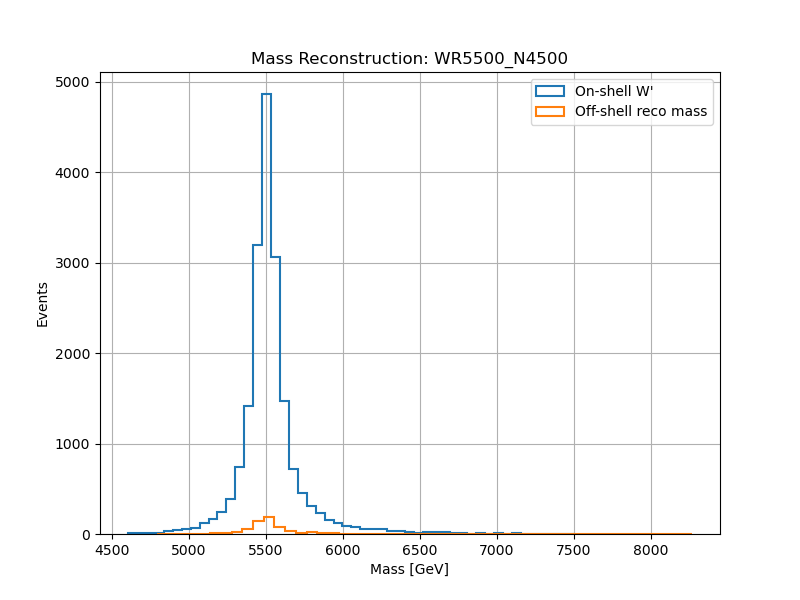 Mass Reconstruction: WR5500_N4500
On-shell W'
Off-shell reco mass
5000
4000
3000
2000
1000
0
Events
4500 5000 5500 6000 6500 7000 7500 8000
Mass [GeV]